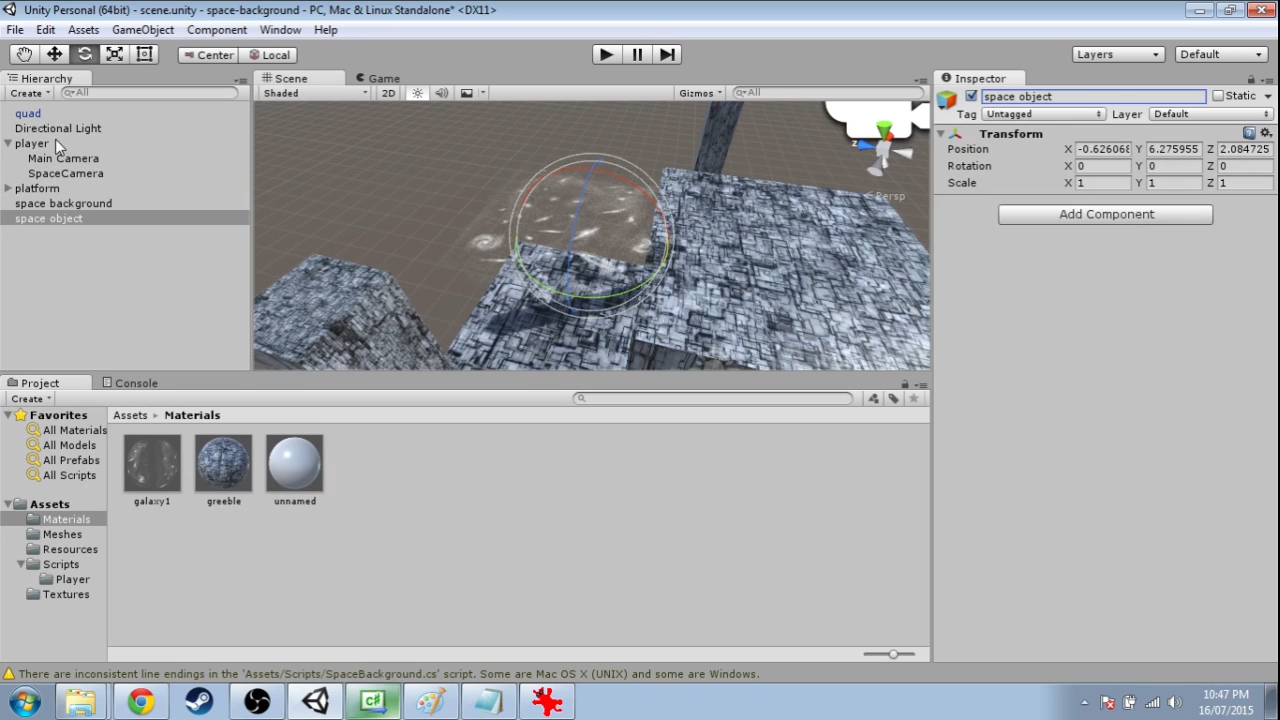 Unity Personal (64bit) - scene.unity - space-background - PC, Mac & Linux Standalone* <DX11>
File Edit Assets GameObject Component Window Help
Center Local Layers Default
Hierarchy
Create All
quad
Directional Light
player
Main Camera
SpaceCamera
platform
space background
space object
Scene Game
Shaded 2D Gizmos All
z
Persp
Inspector
space object Static
Tag Untagged Layer Default
Transform
Position X -0.626068 Y 6.275955 Z 2.084725
Rotation X 0 Y 0 Z 0
Scale X 1 Y 1 Z 1
Add Component
Project Console
Create
Favorites
All Materials
All Models
All Prefabs
All Scripts
Assets
Materials
Meshes
Resources
Scripts
Player
Textures
Assets Materials
galaxy1 greeble unnamed
There are inconsistent line endings in the 'Assets/Scripts/SpaceBackground.cs' script. Some are Mac OS X (UNIX) and some are Windows.
C#
10:47 PM
16/07/2015